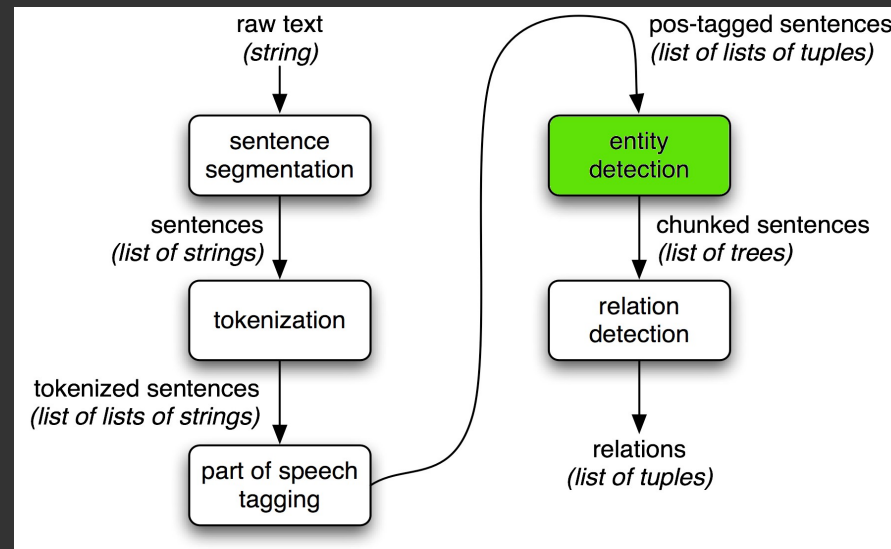 raw text
(string)
sentence
segmentation
sentences
(list of strings)
tokenization
tokenized sentences
(list of lists of strings)
part of speech
tagging
pos-tagged sentences
(list of lists of tuples)
entity
detection
chunked sentences
(list of trees)
relation
detection
relations
(list of tuples)